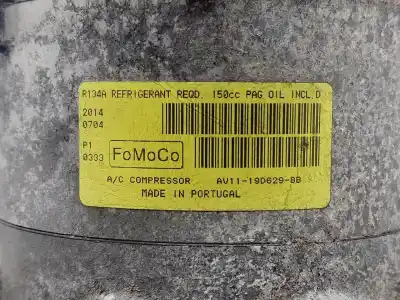 R134A REFRIGERANT REQD. 150cc PAG OIL INCL.D
2014
0704
P1
0333
FoMoCo
A/C COMPRESSOR AV11-19D629-BB
MADE IN PORTUGAL